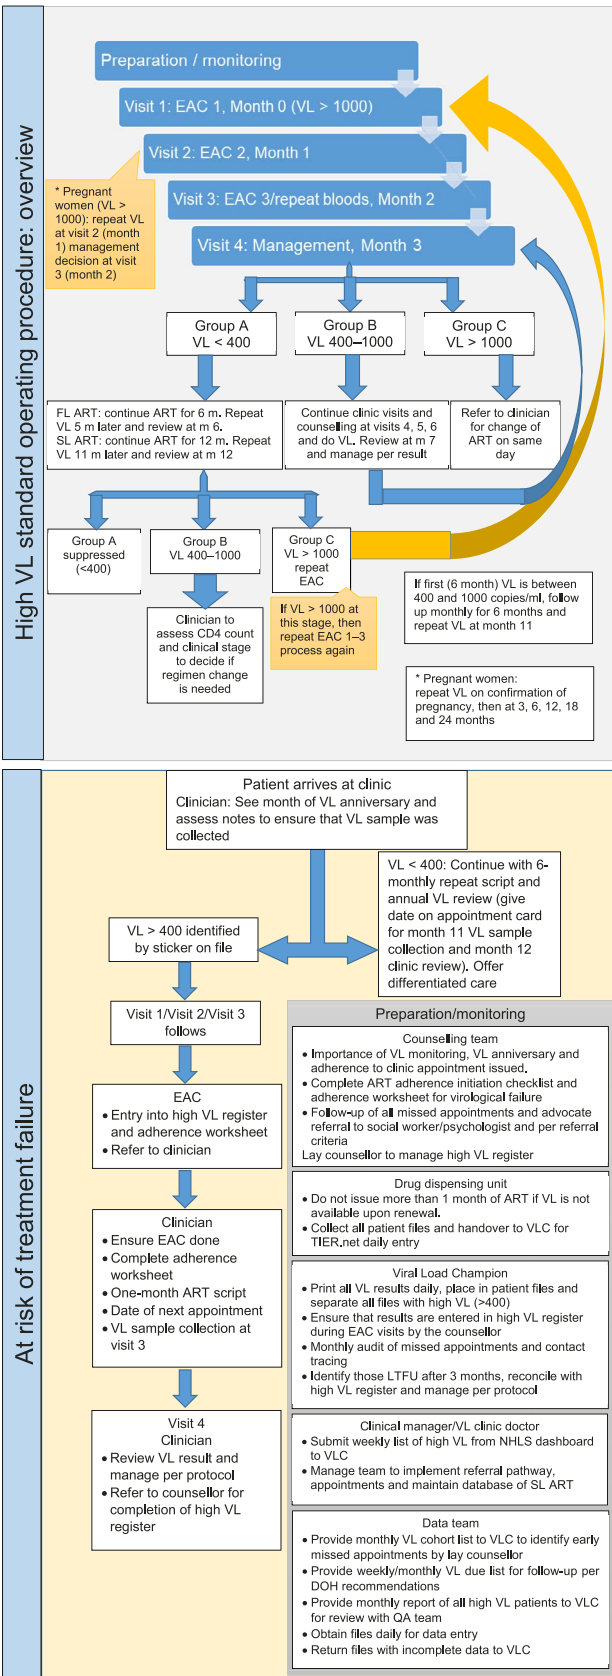 High VL standard operating procedure: overview
Preparation / monitoring
Visit 1: EAC 1, Month 0 (VL > 1000)
Visit 2: EAC 2, Month 1
Visit 3: EAC 3/repeat bloods, Month 2
Visit 4: Management, Month 3
* Pregnant
women (VL >
1000): repeat VL
at visit 2 (month
1) management
decision at visit
3 (month 2)
Group A
VL < 400
Group B
VL 400–1000
Group C
VL > 1000
FL ART: continue ART for 6 m. Repeat
VL 5 m later and review at m 6.
SL ART: continue ART for 12 m. Repeat
VL 11 m later and review at m 12
Continue clinic visits and
counselling at visits 4, 5, 6
and do VL. Review at m 7
and manage per result
Refer to clinician
for change of
ART on same
day
Group A
suppressed
(<400)
Group B
VL 400–1000
Group C
VL > 1000
repeat
EAC
Clinician to
assess CD4 count
and clinical stage
to decide if
regimen change
is needed
If VL > 1000 at
this stage, then
repeat EAC 1–3
process again
If first (6 month) VL is between
400 and 1000 copies/ml, follow
up monthly for 6 months and
repeat VL at month 11
* Pregnant women:
repeat VL on confirmation of
pregnancy, then at 3, 6, 12, 18
and 24 months
At risk of treatment failure
Patient arrives at clinic
Clinician: See month of VL anniversary and
assess notes to ensure that VL sample was
collected
VL > 400 identified
by sticker on file
VL < 400: Continue with 6-
monthly repeat script and
annual VL review (give
date on appointment card
for month 11 VL sample
collection and month 12
clinic review). Offer
differentiated care
Visit 1/Visit 2/Visit 3
follows
EAC
• Entry into high VL register
and adherence worksheet
• Refer to clinician
Clinician
• Ensure EAC done
• Complete adherence
worksheet
• One-month ART script
• Date of next appointment
• VL sample collection at
visit 3
Visit 4
Clinician
• Review VL result and
manage per protocol
• Refer to counsellor for
completion of high VL
register
Preparation/monitoring
Counselling team
• Importance of VL monitoring, VL anniversary and
adherence to clinic appointment issued.
• Complete ART adherence initiation checklist and
adherence worksheet for virological failure
• Follow-up of all missed appointments and advocate
referral to social worker/psychologist and per referral
criteria
Lay counsellor to manage high VL register
Drug dispensing unit
• Do not issue more than 1 month of ART if VL is not
available upon renewal.
• Collect all patient files and handover to VLC for
TIER.net daily entry
Viral Load Champion
• Print all VL results daily, place in patient files and
separate all files with high VL (>400)
• Ensure that results are entered in high VL register
during EAC visits by the counsellor
• Monthly audit of missed appointments and contact
tracing
• Identify those LTFU after 3 months, reconcile with
high VL register and manage per protocol
Clinical manager/VL clinic doctor
• Submit weekly list of high VL from NHLS dashboard
to VLC
• Manage team to implement referral pathway,
appointments and maintain database of SL ART
Data team
• Provide monthly VL cohort list to VLC to identify early
missed appointments by lay counsellor
• Provide weekly/monthly VL due list for follow-up per
DOH recommendations
• Provide monthly report of all high VL patients to VLC
for review with QA team
• Obtain files daily for data entry
• Return files with incomplete data to VLC